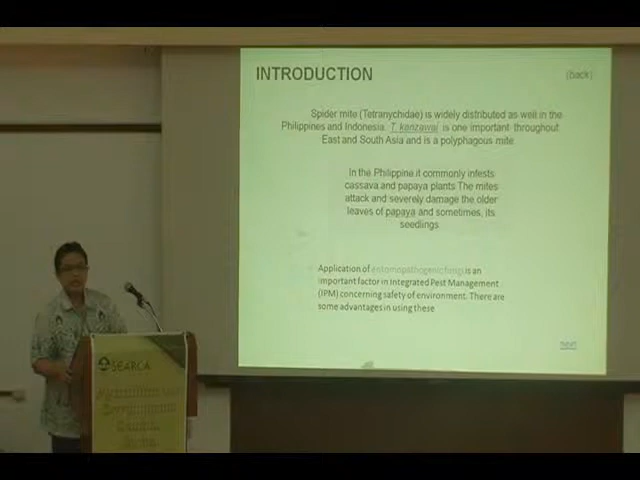 INTRODUCTION
(back)
Spider mite (Tetranychidae) is widely distributed as well in the
Philippines and Indonesia. T. kanzawai is one important throughout
East and South Asia and is a polyphagous mite
In the Philippine it commonly infests
cassava and papaya plants The mites
attack and severely damage the older
leaves of papaya and sometimes, its
seedlings
Application of entomopathogenic fungi is an
important factor in Integrated Pest Management
(IPM) concerning safety of environment. There are
some advantages in using these
next
SEARCA